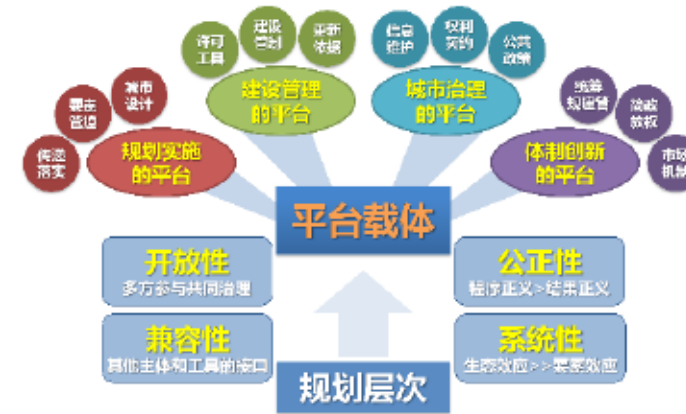 许可
工具
建设
管制
更新
依据
信息
维护
权利
契约
公共
政策
传递
落实
要素
管道
城市
设计
建设管理
的平台
城市治理
的平台
统筹
规建管
简政
放权
市场
机制
规划实施
的平台
体制创新
的平台
平台载体
开放性
多方参与共同治理
公正性
程序正义>结果正义
兼容性
其他主体和工具的接口
系统性
生态效应>>要素效应
规划层次